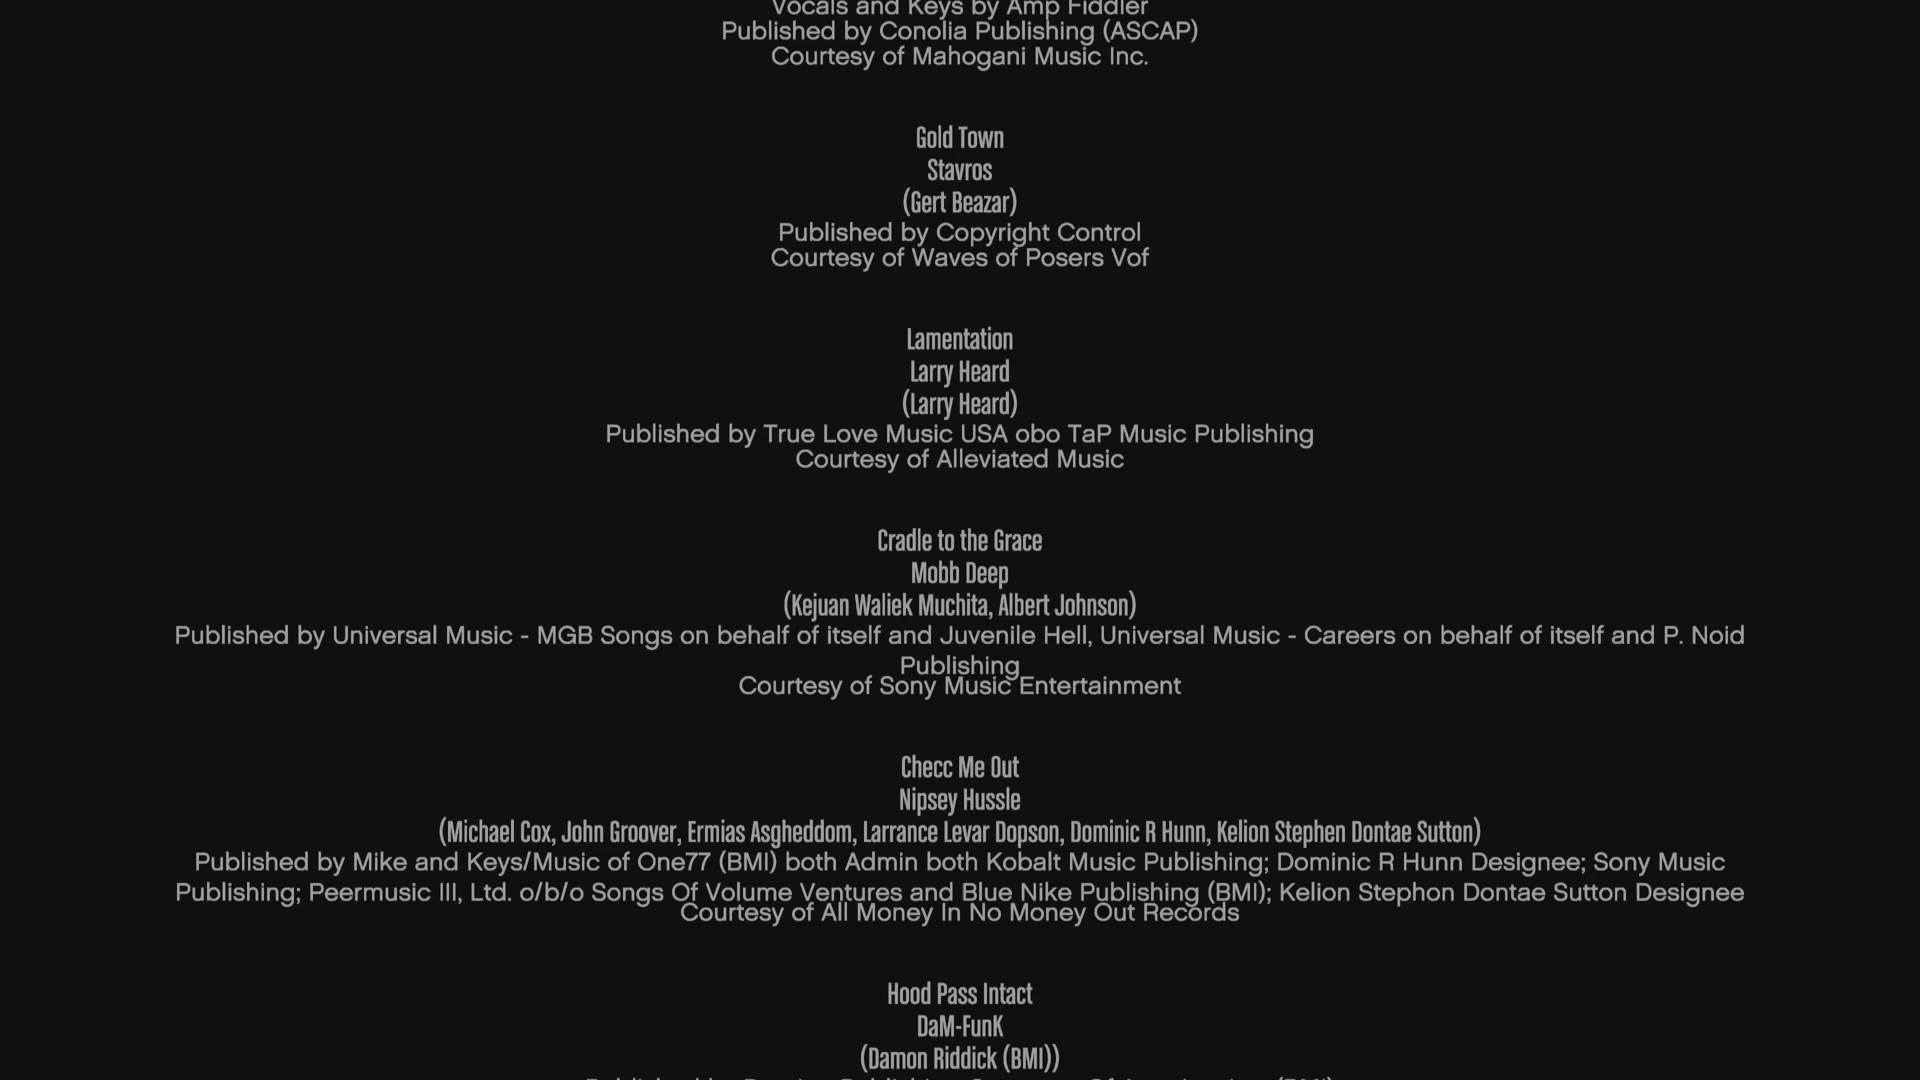 Vocals and Keys by Amp Fiddler
Published by Conolia Publishing (ASCAP)
Courtesy of Mahogani Music Inc.
Gold Town
Stavros
(Gert Beazar)
Published by Copyright Control
Courtesy of Waves of Posers Vof
Lamentation
Larry Heard
(Larry Heard)
Published by True Love Music USA obo TaP Music Publishing
Courtesy of Alleviated Music
Cradle to the Grace
Mobb Deep
(Kejuan Waliek Muchita, Albert Johnson)
Published by Universal Music - MGB Songs on behalf of itself and Juvenile Hell, Universal Music - Careers on behalf of itself and P. Noid
Publishing
Courtesy of Sony Music Entertainment
Checc Me Out
Nipsey Hussle
(Michael Cox, John Groover, Ermias Asgheddom, Larrance Levar Dopson, Dominic R Hunn, Kelion Stephen Dontae Sutton)
Published by Mike and Keys/Music of One77 (BMI) both Admin both Kobalt Music Publishing; Dominic R Hunn Designee; Sony Music
Publishing; Peermusic III, Ltd. o/b/o Songs Of Volume Ventures and Blue Nike Publishing (BMI); Kelion Stephon Dontae Sutton Designee
Courtesy of All Money In No Money Out Records
Hood Pass Intact
DaM-FunK
(Damon Riddick (BMI))